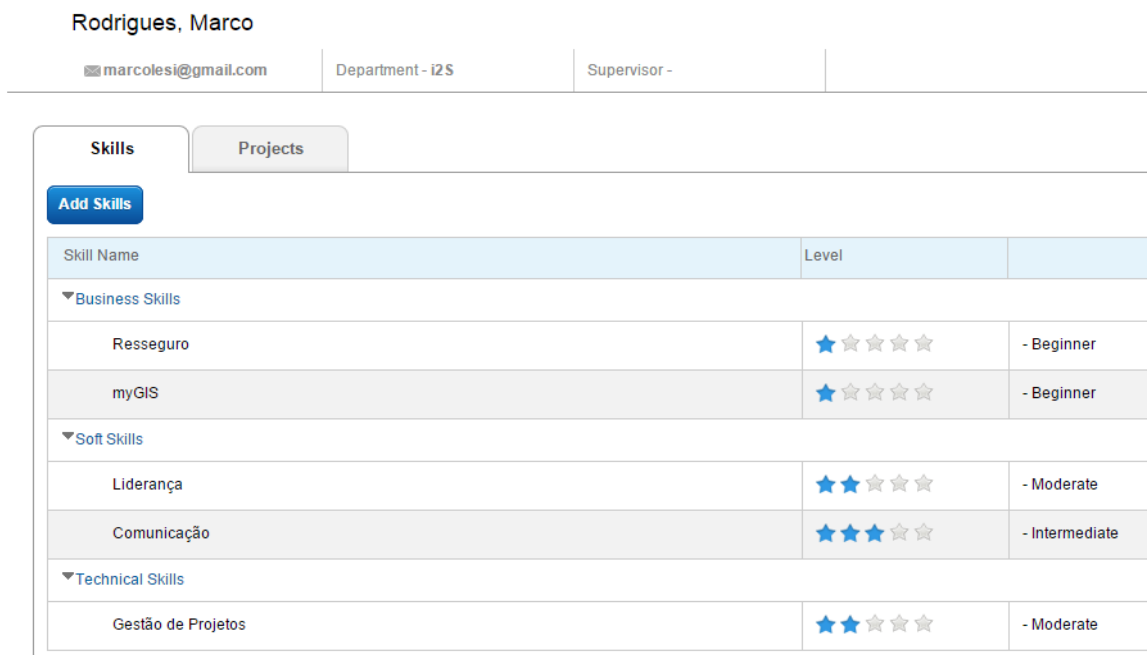 Rodrigues, Marco
marcolesi@gmail.com Department - i2S Supervisor -
Skills Projects
Add Skills
Skill Name Level
Business Skills
Resseguro - Beginner
myGIS - Beginner
Soft Skills
Liderança - Moderate
Comunicação - Intermediate
Technical Skills
Gestão de Projetos - Moderate